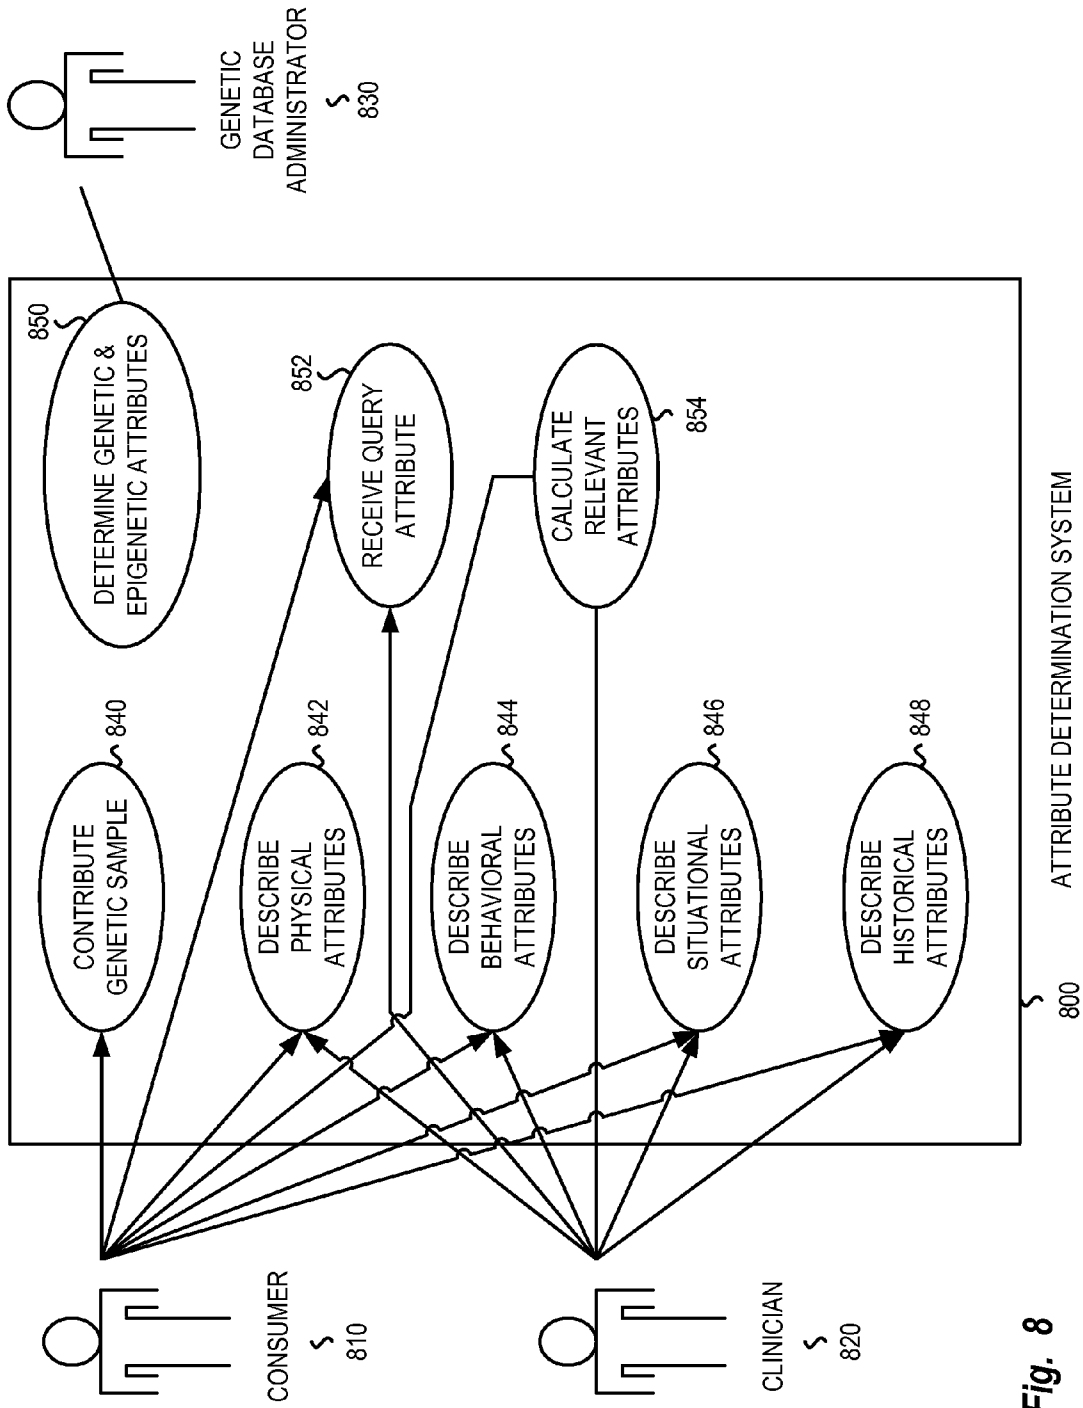 GENETIC
DATABASE
ADMINISTRATOR
830
850
DETERMINE GENETIC &
EPIGENETIC ATTRIBUTES
852
RECEIVE QUERY
ATTRIBUTE
CALCULATE
RELEVANT
ATTRIBUTES
854
840
CONTRIBUTE
GENETIC SAMPLE
842
DESCRIBE
PHYSICAL
ATTRIBUTES
844
DESCRIBE
BEHAVIORAL
ATTRIBUTES
846
DESCRIBE
SITUATIONAL
ATTRIBUTES
848
DESCRIBE
HISTORICAL
ATTRIBUTES
ATTRIBUTE DETERMINATION SYSTEM
800
CONSUMER
810
CLINICIAN
820
Fig. 8